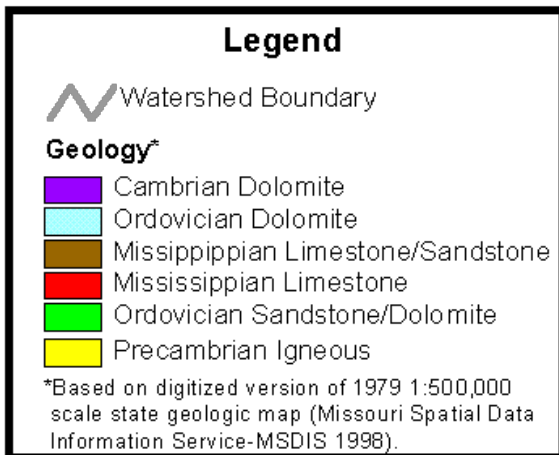 Legend
Watershed Boundary
Geology*
Cambrian Dolomite
Ordovician Dolomite
Missippippian Limestone/Sandstone
Mississippian Limestone
Ordovician Sandstone/Dolomite
Precambrian Igneous
*Based on digitized version of 1979 1:500,000
scale state geologic map (Missouri Spatial Data
Information Service-MSDIS 1998).